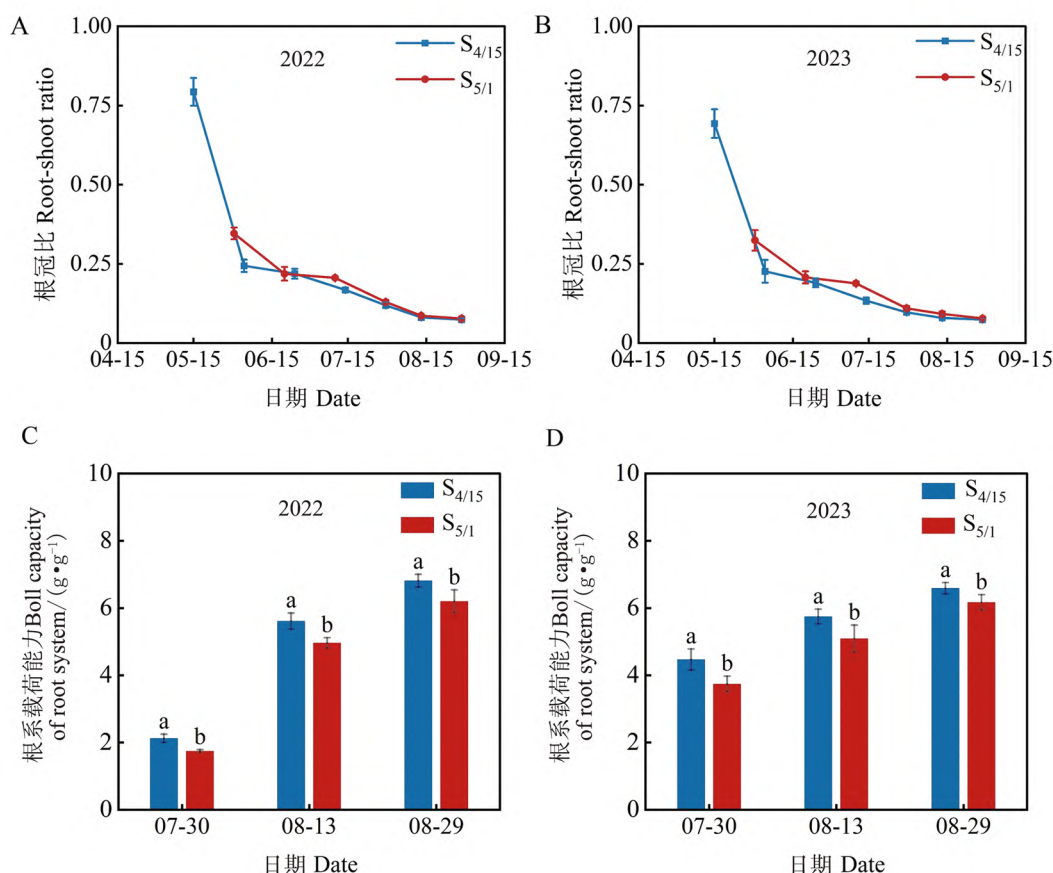 A
1.00
0.75
0.50
0.25
0
根冠比 Root-shoot ratio
2022
S4/15
S5/1
04-15 05-15 06-15 07-15 08-15 09-15
日期 Date
B
1.00
0.75
0.50
0.25
0
根冠比 Root-shoot ratio
2023
S4/15
S5/1
04-15 05-15 06-15 07-15 08-15 09-15
日期 Date
C
10
8
6
4
2
0
根系载荷能力Boll capacity
of root system/(g•g⁻¹)
2022
S4/15
S5/1
a b a b a b
07-30 08-13 08-29
日期 Date
D
10
8
6
4
2
0
根系载荷能力Boll capacity
of root system/(g•g⁻¹)
2023
S4/15
S5/1
a b a b a b
07-30 08-13 08-29
日期 Date